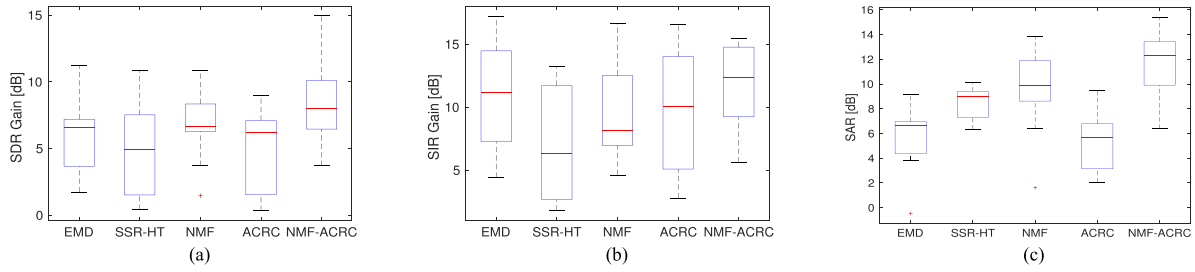 SDR Gain [dB]
15
10
5
0
EMD SSR-HT NMF ACRC NMF-ACRC
(a)
SIR Gain [dB]
15
10
5
EMD SSR-HT NMF ACRC NMF-ACRC
(b)
SAR [dB]
16
14
12
10
8
6
4
2
0
EMD SSR-HT NMF ACRC NMF-ACRC
(c)